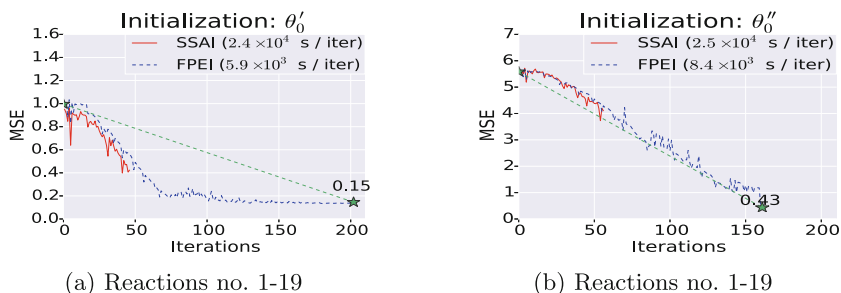 Initialization: θ₀′
SSAI (2.4 ×10⁴ s / iter)
FPEI (5.9 ×10³ s / iter)
MSE
1.6
1.4
1.2
1.0
0.8
0.6
0.4
0.2
0.0
0.15
0 50 100 150 200
Iterations
(a) Reactions no. 1-19
Initialization: θ₀″
SSAI (2.5 ×10⁴ s / iter)
FPEI (8.4 ×10³ s / iter)
MSE
7
6
5
4
3
2
1
0
0.43
0 50 100 150 200
Iterations
(b) Reactions no. 1-19